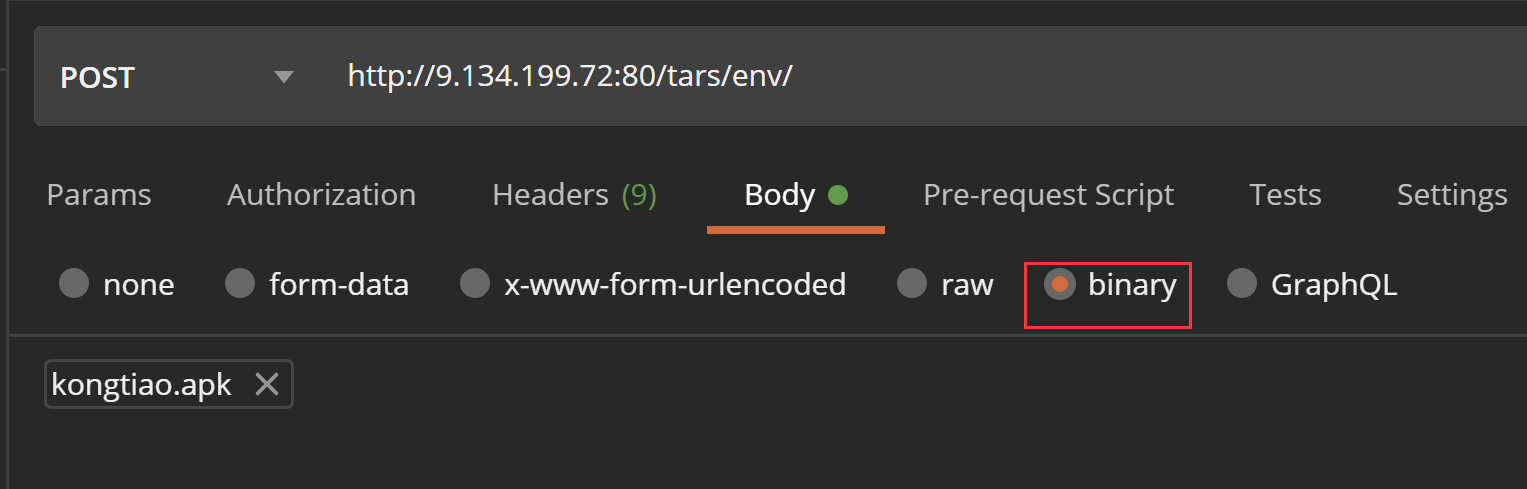 POST http://9.134.199.72:80/tars/env/
Params Authorization Headers (9) Body Pre-request Script Tests Settings
none form-data x-www-form-urlencoded raw binary GraphQL
kongtiao.apk